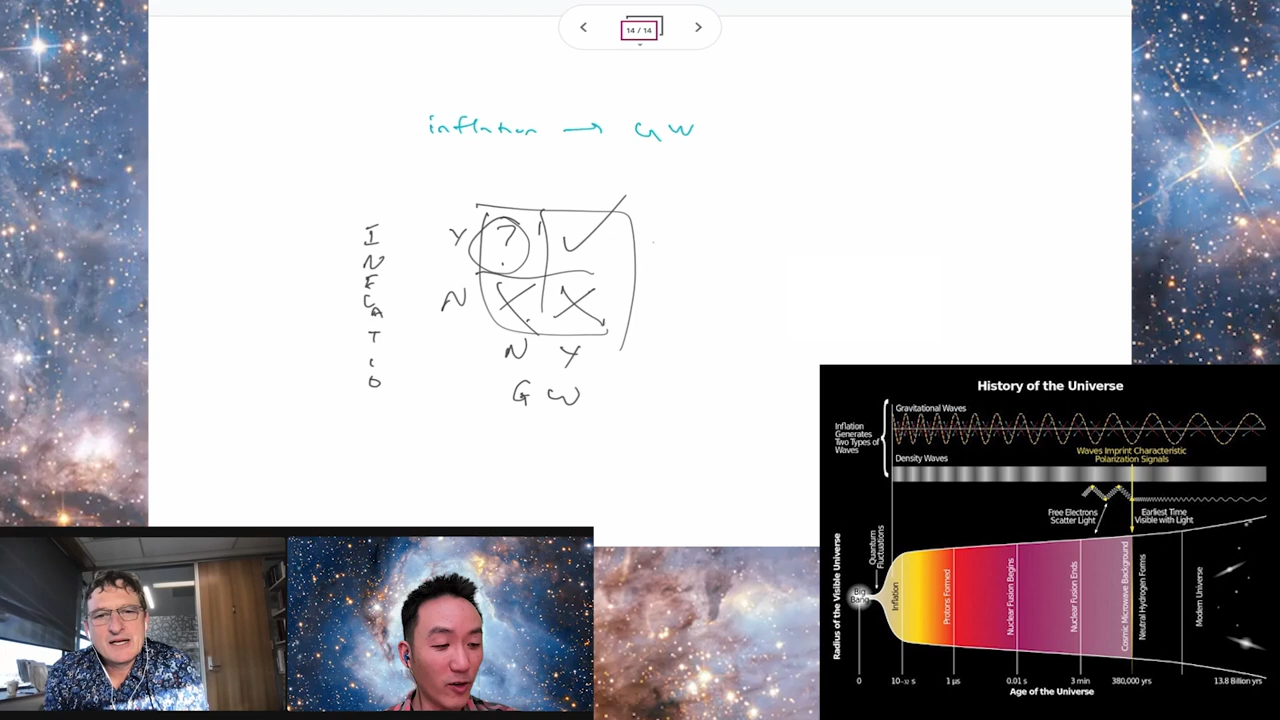 14 / 14
inflation → GW
Y ? ✓
N X X
N Y
G W
I
N
F
L
A
T
I
O
History of the Universe
Gravitational Waves
Inflation
Generates
Two Types of
Waves
Waves Imprint Characteristic
Polarization Signals
Density Waves
Free Electrons
Scatter Light
Earliest Time
Visible with Light
Radius of the Visible Universe
Quantum
Fluctuations
Big
Bang
Inflation
Protons Formed
Nuclear Fusion Begins
Nuclear Fusion Ends
Cosmic Microwave Background
Neutral Hydrogen Forms
Modern Universe
0 10-32 s 1 µs 0.01 s 3 min 380,000 yrs 13.8 Billion yrs
Age of the Universe